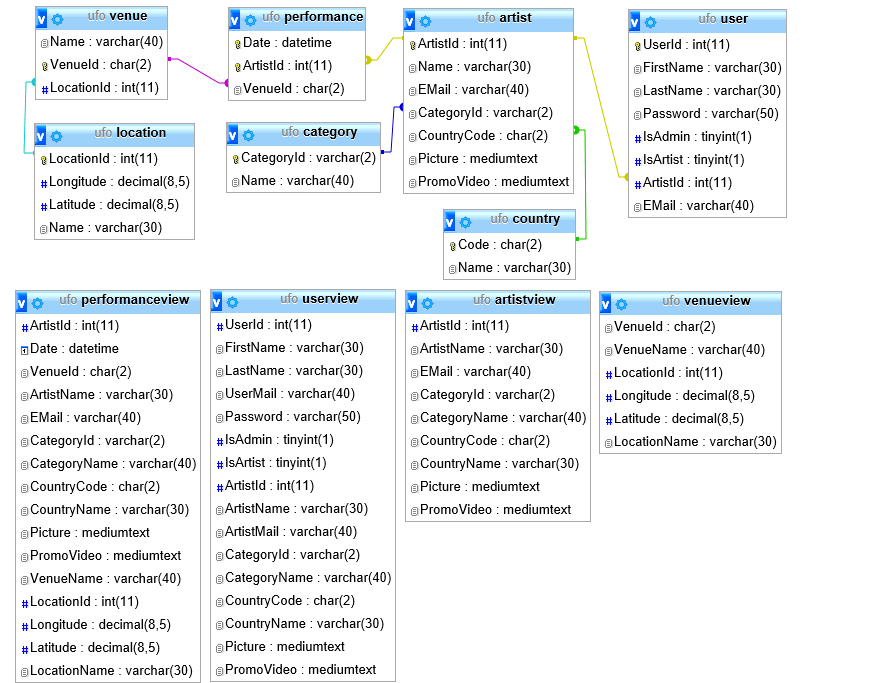 ufo venue
Name : varchar(40)
VenueId : char(2)
LocationId : int(11)
ufo performance
Date : datetime
ArtistId : int(11)
VenueId : char(2)
ufo artist
ArtistId : int(11)
Name : varchar(30)
EMail : varchar(40)
CategoryId : varchar(2)
CountryCode : char(2)
Picture : mediumtext
PromoVideo : mediumtext
ufo user
UserId : int(11)
FirstName : varchar(30)
LastName : varchar(30)
Password : varchar(50)
IsAdmin : tinyint(1)
IsArtist : tinyint(1)
ArtistId : int(11)
EMail : varchar(40)
ufo location
LocationId : int(11)
Longitude : decimal(8,5)
Latitude : decimal(8,5)
Name : varchar(30)
ufo category
CategoryId : varchar(2)
Name : varchar(40)
ufo country
Code : char(2)
Name : varchar(30)
ufo performanceview
ArtistId : int(11)
Date : datetime
VenueId : char(2)
ArtistName : varchar(30)
EMail : varchar(40)
CategoryId : varchar(2)
CategoryName : varchar(40)
CountryCode : char(2)
CountryName : varchar(30)
Picture : mediumtext
PromoVideo : mediumtext
VenueName : varchar(40)
LocationId : int(11)
Longitude : decimal(8,5)
Latitude : decimal(8,5)
LocationName : varchar(30)
ufo userview
UserId : int(11)
FirstName : varchar(30)
LastName : varchar(30)
UserMail : varchar(40)
Password : varchar(50)
IsAdmin : tinyint(1)
IsArtist : tinyint(1)
ArtistId : int(11)
ArtistName : varchar(30)
ArtistMail : varchar(40)
CategoryId : varchar(2)
CategoryName : varchar(40)
CountryCode : char(2)
CountryName : varchar(30)
Picture : mediumtext
PromoVideo : mediumtext
ufo artistview
ArtistId : int(11)
ArtistName : varchar(30)
EMail : varchar(40)
CategoryId : varchar(2)
CategoryName : varchar(40)
CountryCode : char(2)
CountryName : varchar(30)
Picture : mediumtext
PromoVideo : mediumtext
ufo venueview
VenueId : char(2)
VenueName : varchar(40)
LocationId : int(11)
Longitude : decimal(8,5)
Latitude : decimal(8,5)
LocationName : varchar(30)